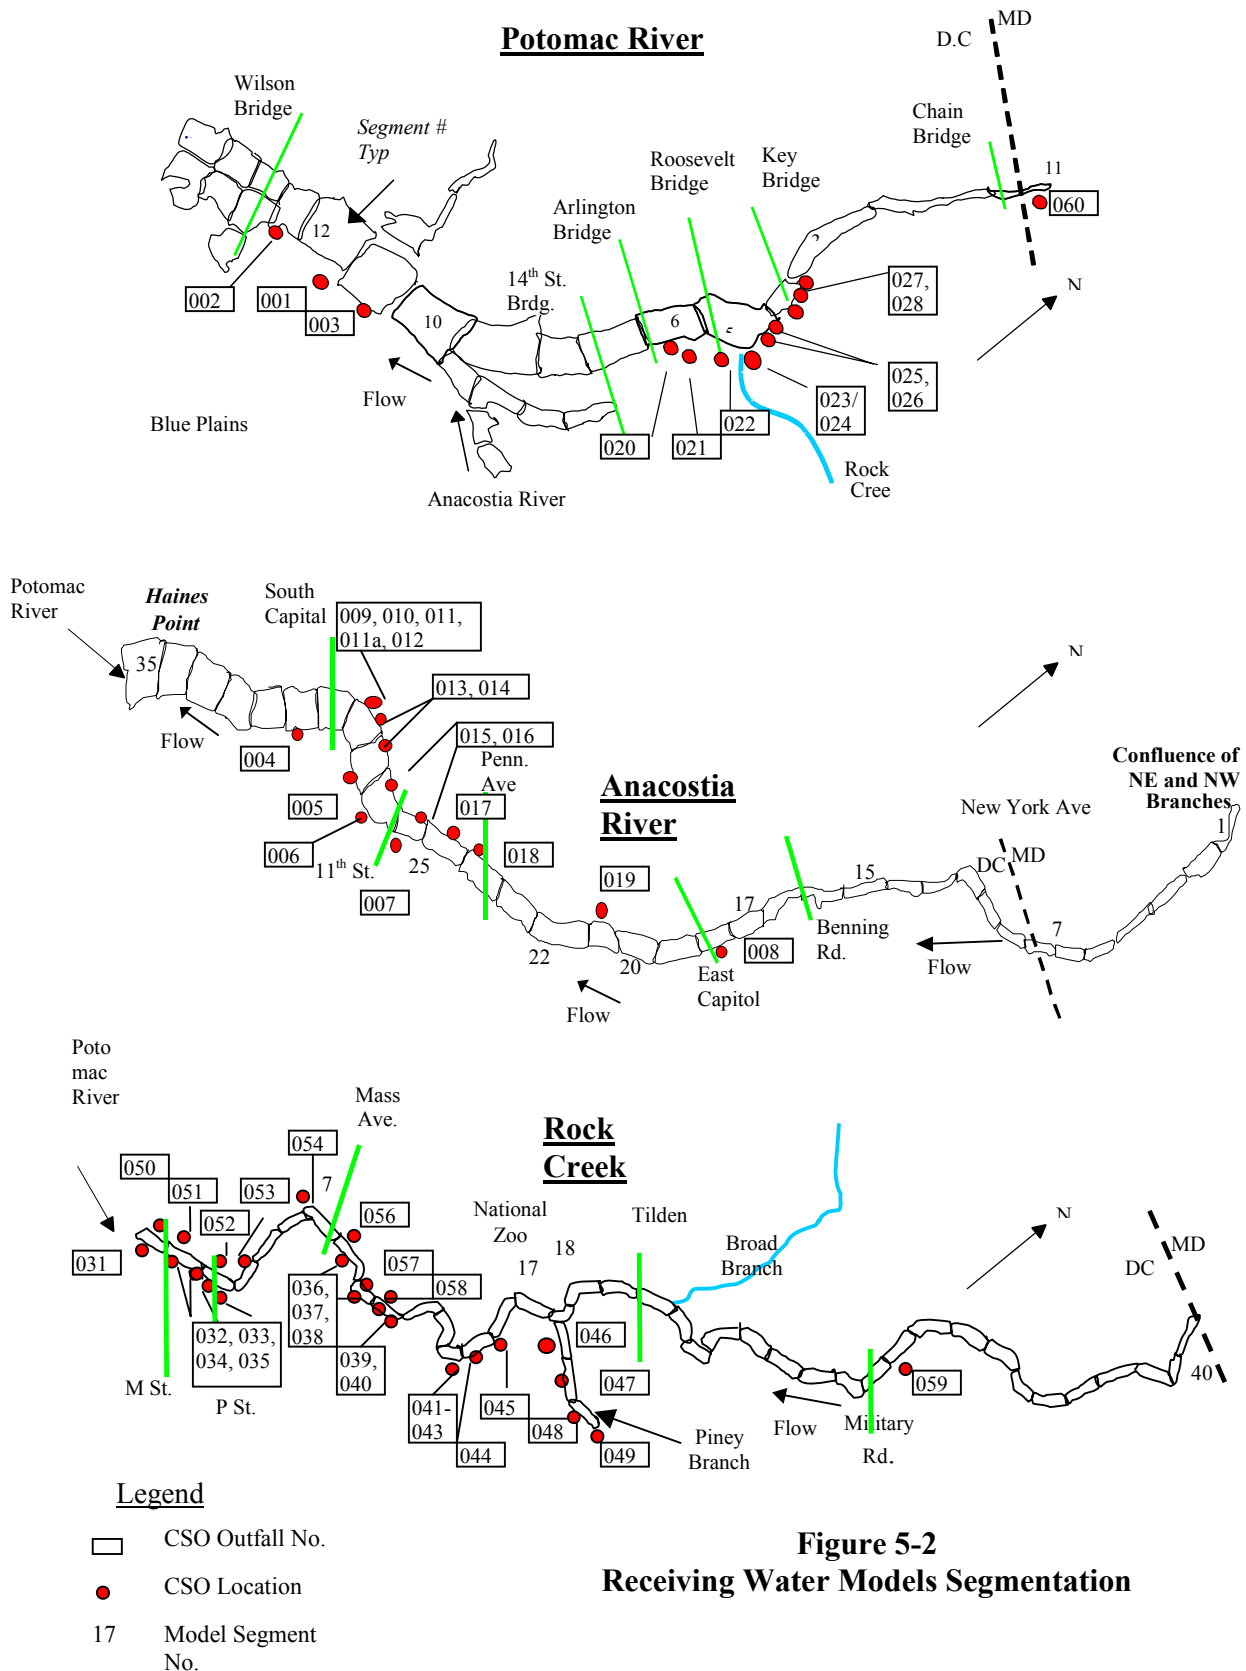 Potomac River
MD
D.C
Wilson
Bridge
Segment #
Typ
Chain
Bridge
Roosevelt
Bridge
Key
Bridge
11
060
Arlington
Bridge
12
14th St.
Brdg.
002
001
003
10
6
5
027,
028
N
025,
026
Flow
023/
024
022
021
020
Blue Plains
Anacostia River
Rock
Cree
Potomac
River
Haines
Point
South
Capital
009, 010, 011,
011a, 012
35
013, 014
N
Flow
004
015, 016
Penn.
Ave
Anacostia
River
Confluence of
NE and NW
Branches
New York Ave
1
005
017
006
018
11th St.
25
DC
MD
019
15
007
17
7
008
Benning
Rd.
22
20
East
Capitol
Flow
Flow
Poto
mac
River
Mass
Ave.
Rock
Creek
054
050
7
051
053
052
056
National
Zoo
Tilden
18
Broad
Branch
N
MD
DC
031
057
058
17
036,
037,
038
046
032, 033,
034, 035
039,
040
047
059
40
M St.
P St.
041-
043
045
048
044
049
Piney
Branch
Flow
Military
Rd.
Legend
CSO Outfall No.
CSO Location
17 Model Segment
No.
Figure 5-2
Receiving Water Models Segmentation